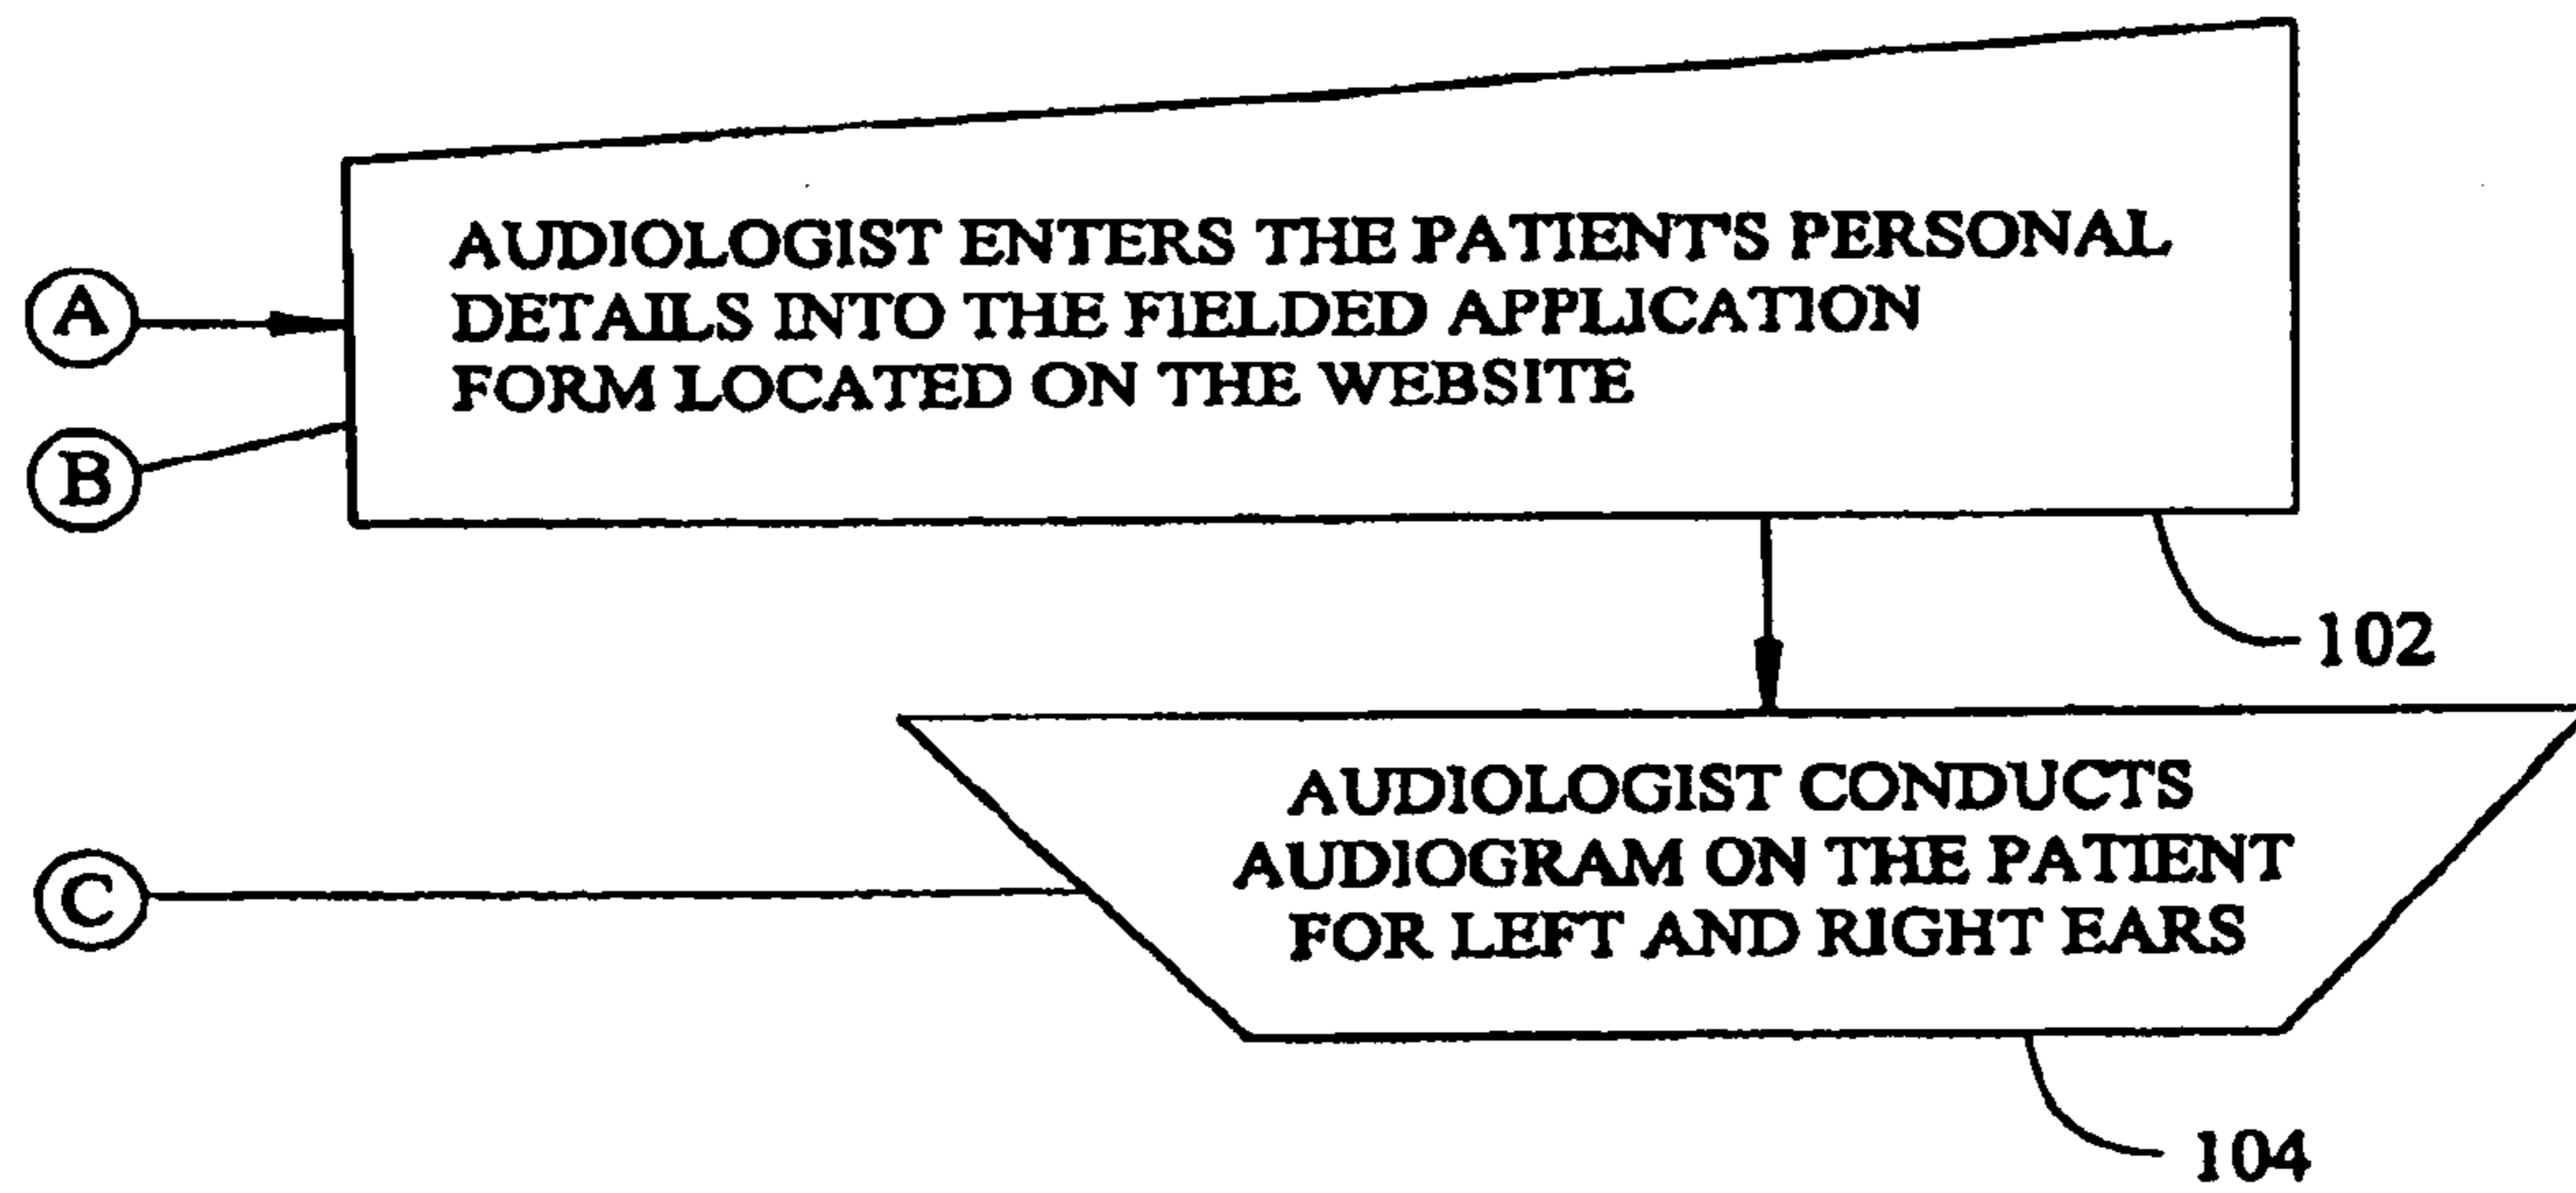 AUDIOLOGIST ENTERS THE PATIENT'S PERSONAL
DETAILS INTO THE FIELDED APPLICATION
FORM LOCATED ON THE WEBSITE
A
B
102
AUDIOLOGIST CONDUCTS
AUDIOGRAM ON THE PATIENT
FOR LEFT AND RIGHT EARS
C
104